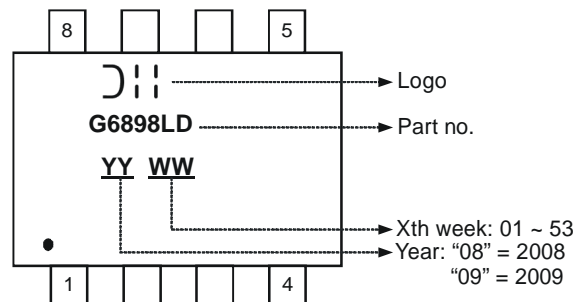 8 5
Logo
G6898LD Part no.
YY WW
Xth week: 01 ~ 53
Year: “08” = 2008
“09” = 2009
1 4